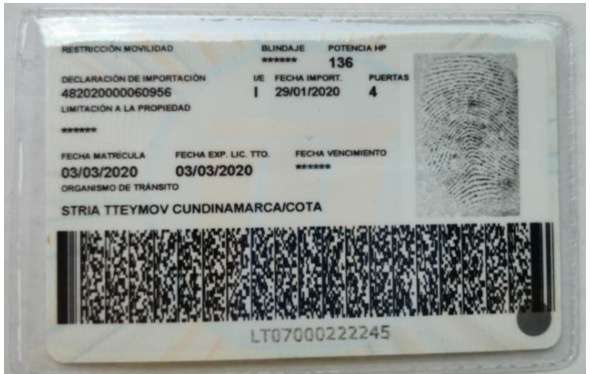 RESTRICCIÓN MOVILIDAD BLINDAJE POTENCIA HP
****** 136
DECLARACIÓN DE IMPORTACIÓN I/E FECHA IMPORT. PUERTAS
482020000060956 I 29/01/2020 4
LIMITACIÓN A LA PROPIEDAD
******
FECHA MATRICULA FECHA EXP. LIC. TTO. FECHA VENCIMIENTO
03/03/2020 03/03/2020 ******
ORGANISMO DE TRÁNSITO
STRIA TTEYMOV CUNDINAMARCA/COTA
LT07000222245